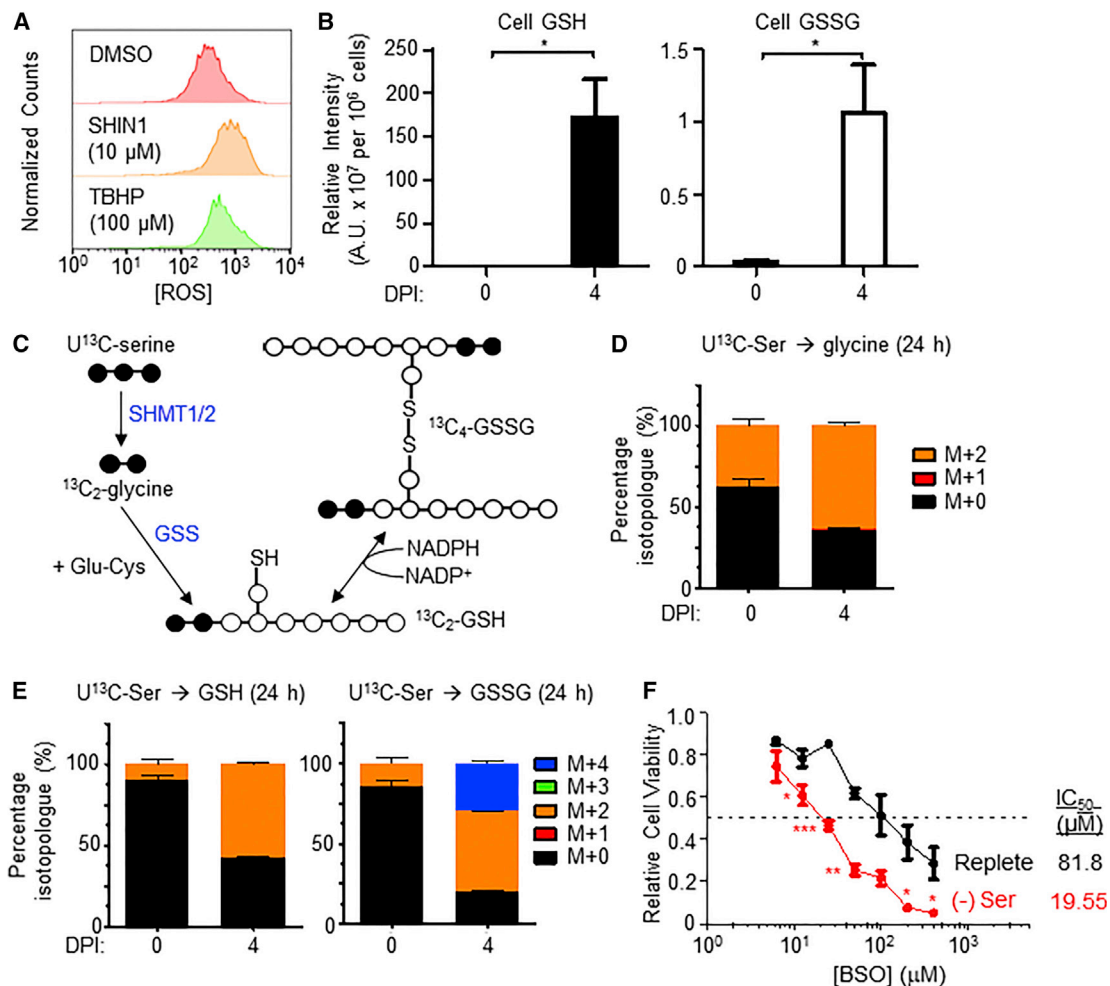 A
Normalized Counts
DMSO
SHIN1
(10 µM)
TBHP
(100 µM)
10⁰ 10¹ 10² 10³ 10⁴
[ROS]
B
Cell GSH
Relative Intensity
(A.U. x 10⁷ per 10⁶ cells)
250
200
150
100
50
0
*
DPI: 0 4
Cell GSSG
1.5
1
0.5
0
*
0 4
C
U¹³C-serine
SHMT1/2
¹³C₂-glycine
GSS
+ Glu-Cys
SH
S
S
¹³C₄-GSSG
NADPH
NADP⁺
¹³C₂-GSH
D
U¹³C-Ser → glycine (24 h)
Percentage
isotopologue (%)
100
50
0
DPI: 0 4
M+2
M+1
M+0
E
U¹³C-Ser → GSH (24 h)
Percentage
isotopologue (%)
100
50
0
DPI: 0 4
U¹³C-Ser → GSSG (24 h)
100
50
0
0 4
M+4
M+3
M+2
M+1
M+0
F
Relative Cell Viability
1.0
0.8
0.6
0.4
0.2
0
*
***
**
*
*
10⁰ 10¹ 10² 10³
[BSO] (µM)
IC₅₀
(µM)
Replete 81.8
(-) Ser 19.55